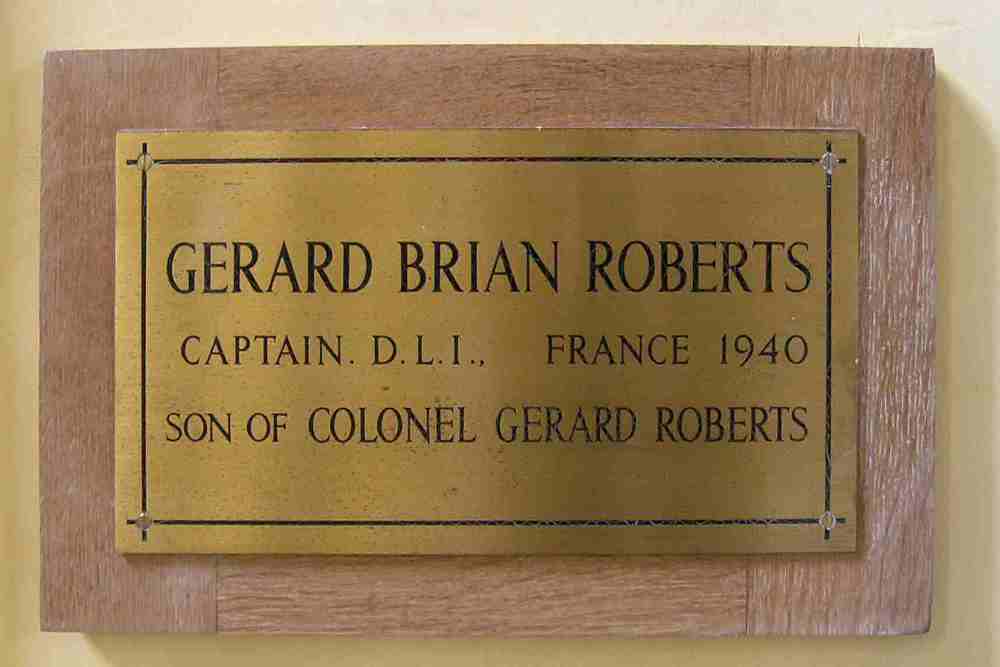 GERARD BRIAN ROBERTS
CAPTAIN. D.L.I., FRANCE 1940
SON OF COLONEL GERARD ROBERTS